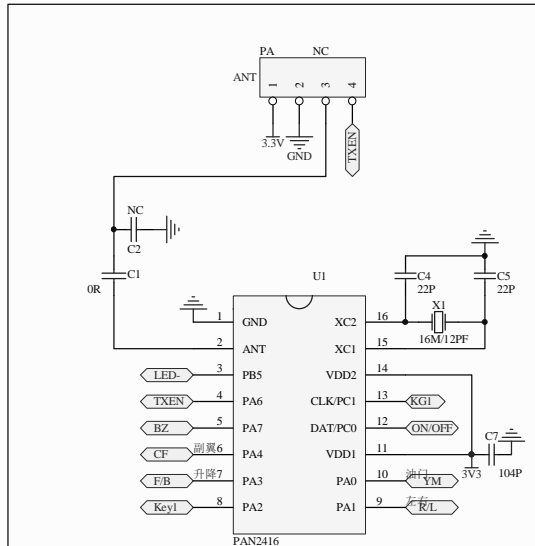 PA NC
ANT
1 2 3 4
3.3V
GND
TXEN
NC
C2
C1
0R
C4
22P
C5
22P
X1
16M/12PF
U1
1 GND XC2 16
2 ANT XC1 15
LED- 3 PB5 VDD2 14
TXEN 4 PA6 CLK/PC1 13 KG1
BZ 5 PA7 DAT/PC0 12 ON/OFF
CF 副翼6 PA4 VDD1 11
F/B 升降7 PA3 PA0 10 油门 YM
Key1 8 PA2 PA1 9 左右 R/L
3V3
C7
104P
PAN2416